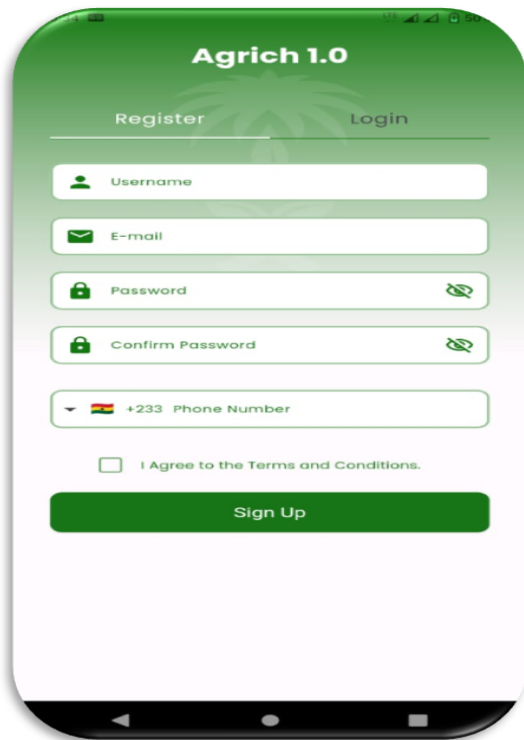 Agrich 1.0
Register Login
Username
E-mail
Password
Confirm Password
+233 Phone Number
I Agree to the Terms and Conditions.
Sign Up